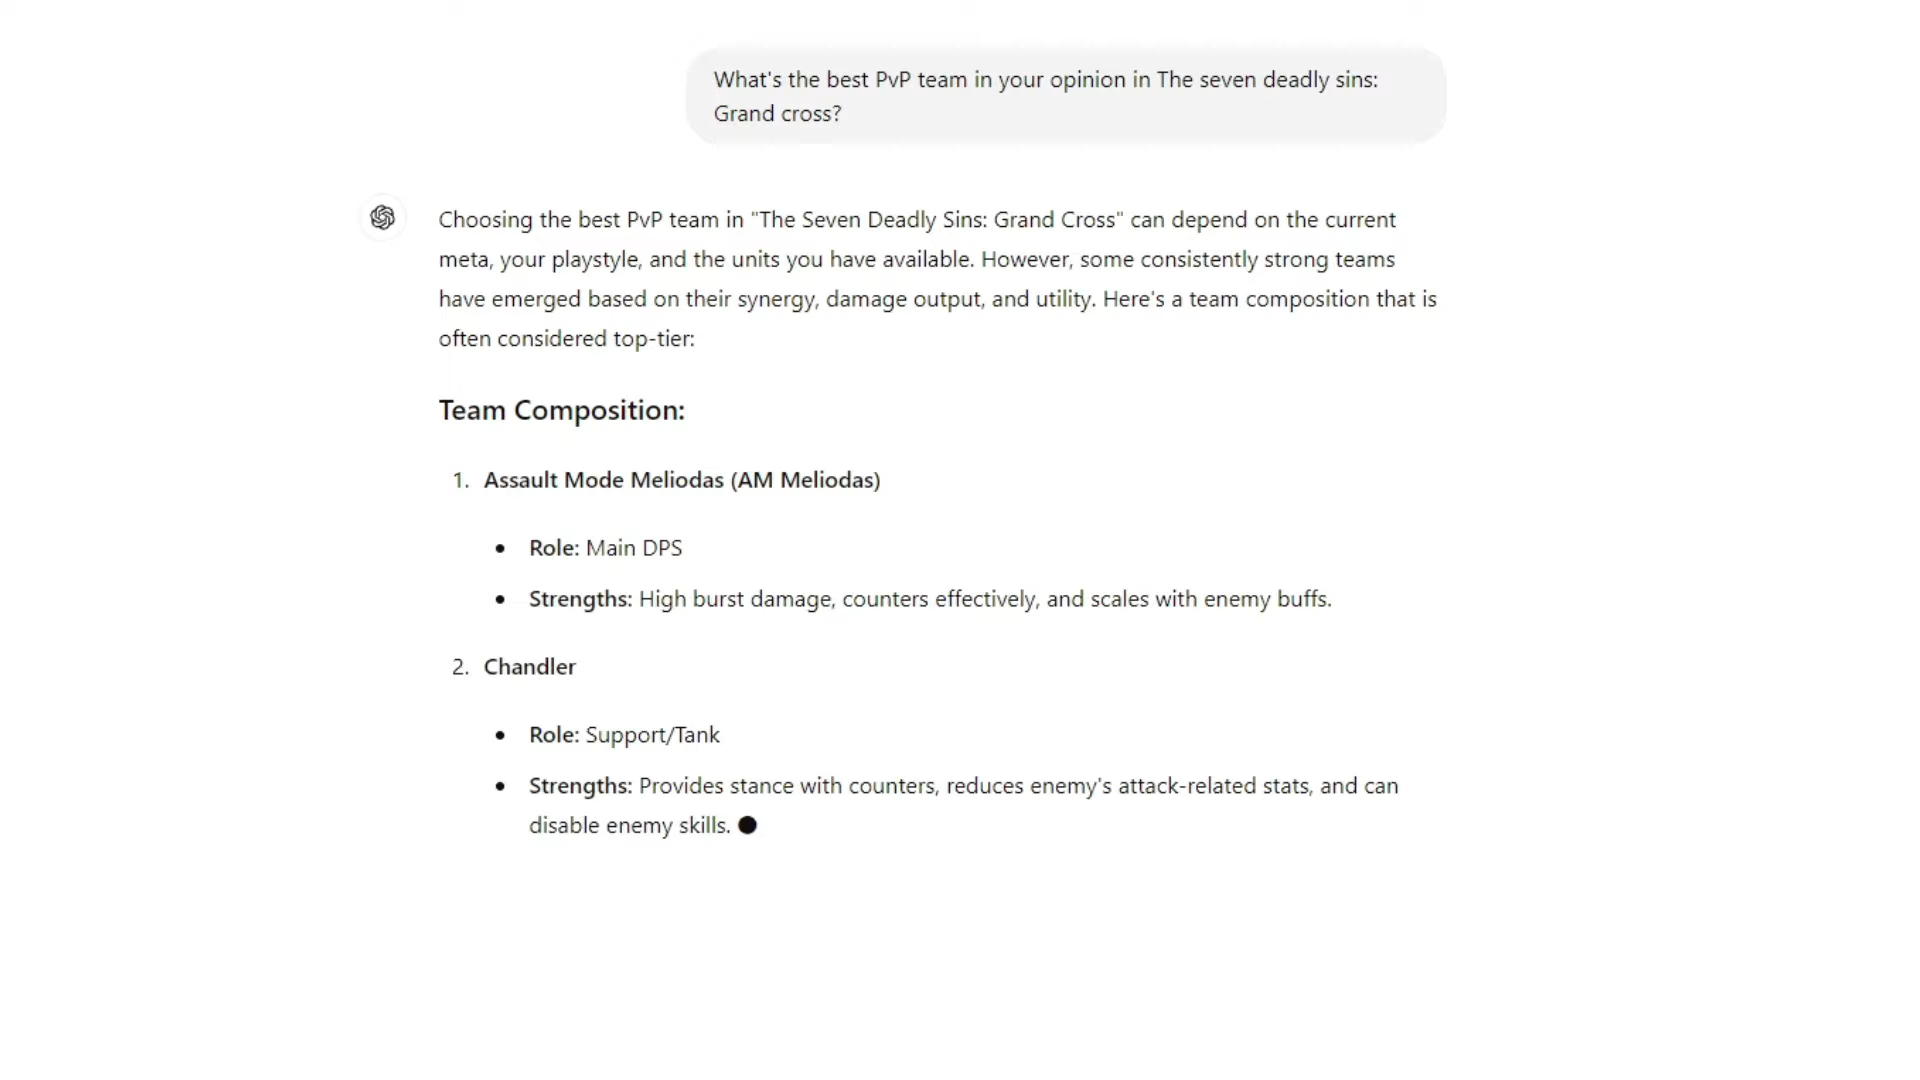 What's the best PvP team in your opinion in The seven deadly sins:
Grand cross?
Choosing the best PvP team in "The Seven Deadly Sins: Grand Cross" can depend on the current
meta, your playstyle, and the units you have available. However, some consistently strong teams
have emerged based on their synergy, damage output, and utility. Here's a team composition that is
often considered top-tier:
Team Composition:
1. Assault Mode Meliodas (AM Meliodas)
• Role: Main DPS
• Strengths: High burst damage, counters effectively, and scales with enemy buffs.
2. Chandler
• Role: Support/Tank
• Strengths: Provides stance with counters, reduces enemy's attack-related stats, and can
disable enemy skills.